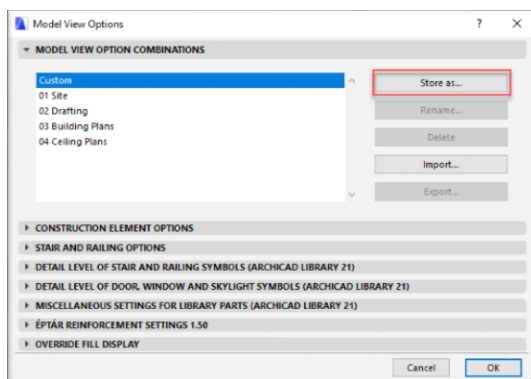 Model View Options
MODEL VIEW OPTION COMBINATIONS
Custom
01 Site
02 Drafting
03 Building Plans
04 Ceiling Plans
Store as...
Rename...
Delete
Import...
Export...
CONSTRUCTION ELEMENT OPTIONS
STAIR AND RAILING OPTIONS
DETAIL LEVEL OF STAIR AND RAILING SYMBOLS (ARCHICAD LIBRARY 21)
DETAIL LEVEL OF DOOR, WINDOW AND SKYLIGHT SYMBOLS (ARCHICAD LIBRARY 21)
MISCELLANEOUS SETTINGS FOR LIBRARY PARTS (ARCHICAD LIBRARY 21)
ÉPTÁR REINFORCEMENT SETTINGS 1.50
OVERRIDE FILL DISPLAY
Cancel
OK